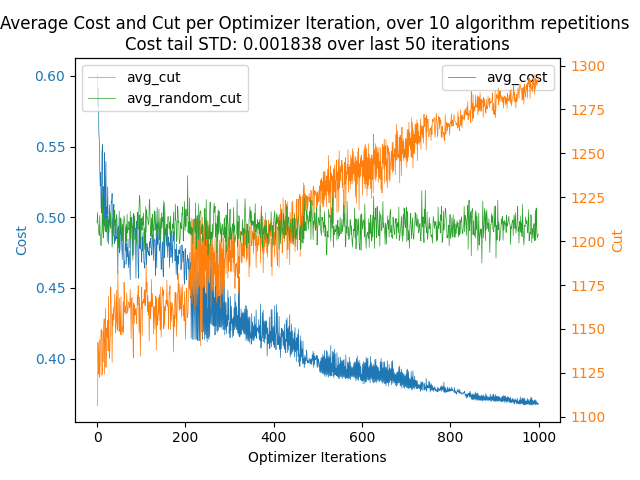 Average Cost and Cut per Optimizer Iteration, over 10 algorithm repetitions
Cost tail STD: 0.001838 over last 50 iterations
avg_cut
avg_random_cut
avg_cost
0.60
0.55
0.50
0.45
0.40
Cost
1300
1275
1250
1225
1200
1175
1150
1125
1100
Cut
0
200
400
600
800
1000
Optimizer Iterations